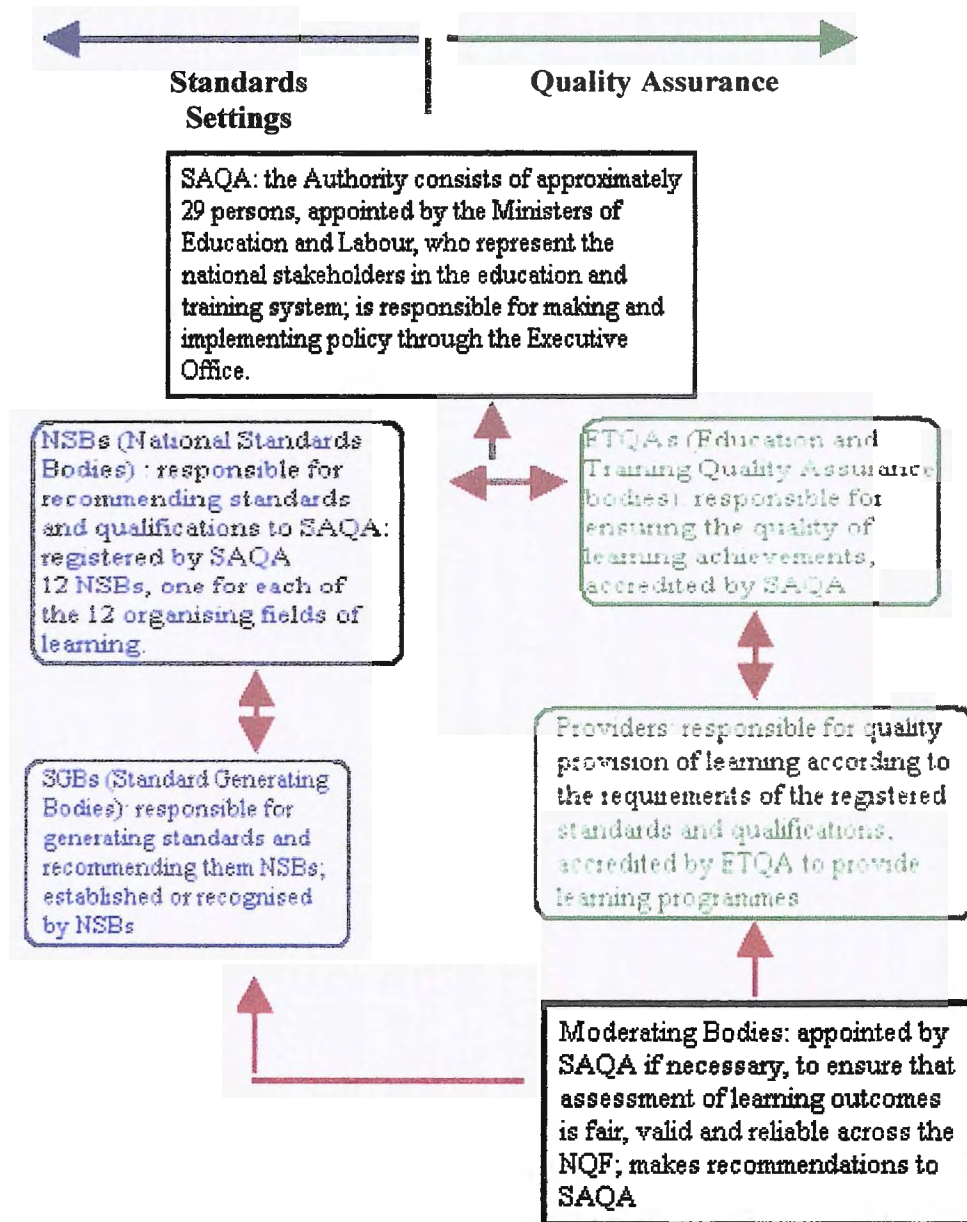 Standards
Settings
Quality Assurance
SAQA: the Authority consists of approximately
29 persons, appointed by the Ministers of
Education and Labour, who represent the
national stakeholders in the education and
training system; is responsible for making and
implementing policy through the Executive
Office.
NSBs (National Standards
Bodies) : responsible for
recommending standards
and qualifications to SAQA:
registered by SAQA
12 NSBs, one for each of
the 12 organising fields of
learning.
ETQAs (Education and
Training Quality Assurance
bodies): responsible for
ensuring the quality of
learning achievements,
accredited by SAQA
SGBs (Standard Generating
Bodies): responsible for
generating standards and
recommending them NSBs;
established or recognised
by NSBs
Providers: responsible for quality
provision of learning according to
the requirements of the registered
standards and qualifications,
accredited by ETQA to provide
learning programmes
Moderating Bodies: appointed by
SAQA if necessary, to ensure that
assessment of learning outcomes
is fair, valid and reliable across the
NQF; makes recommendations to
SAQA